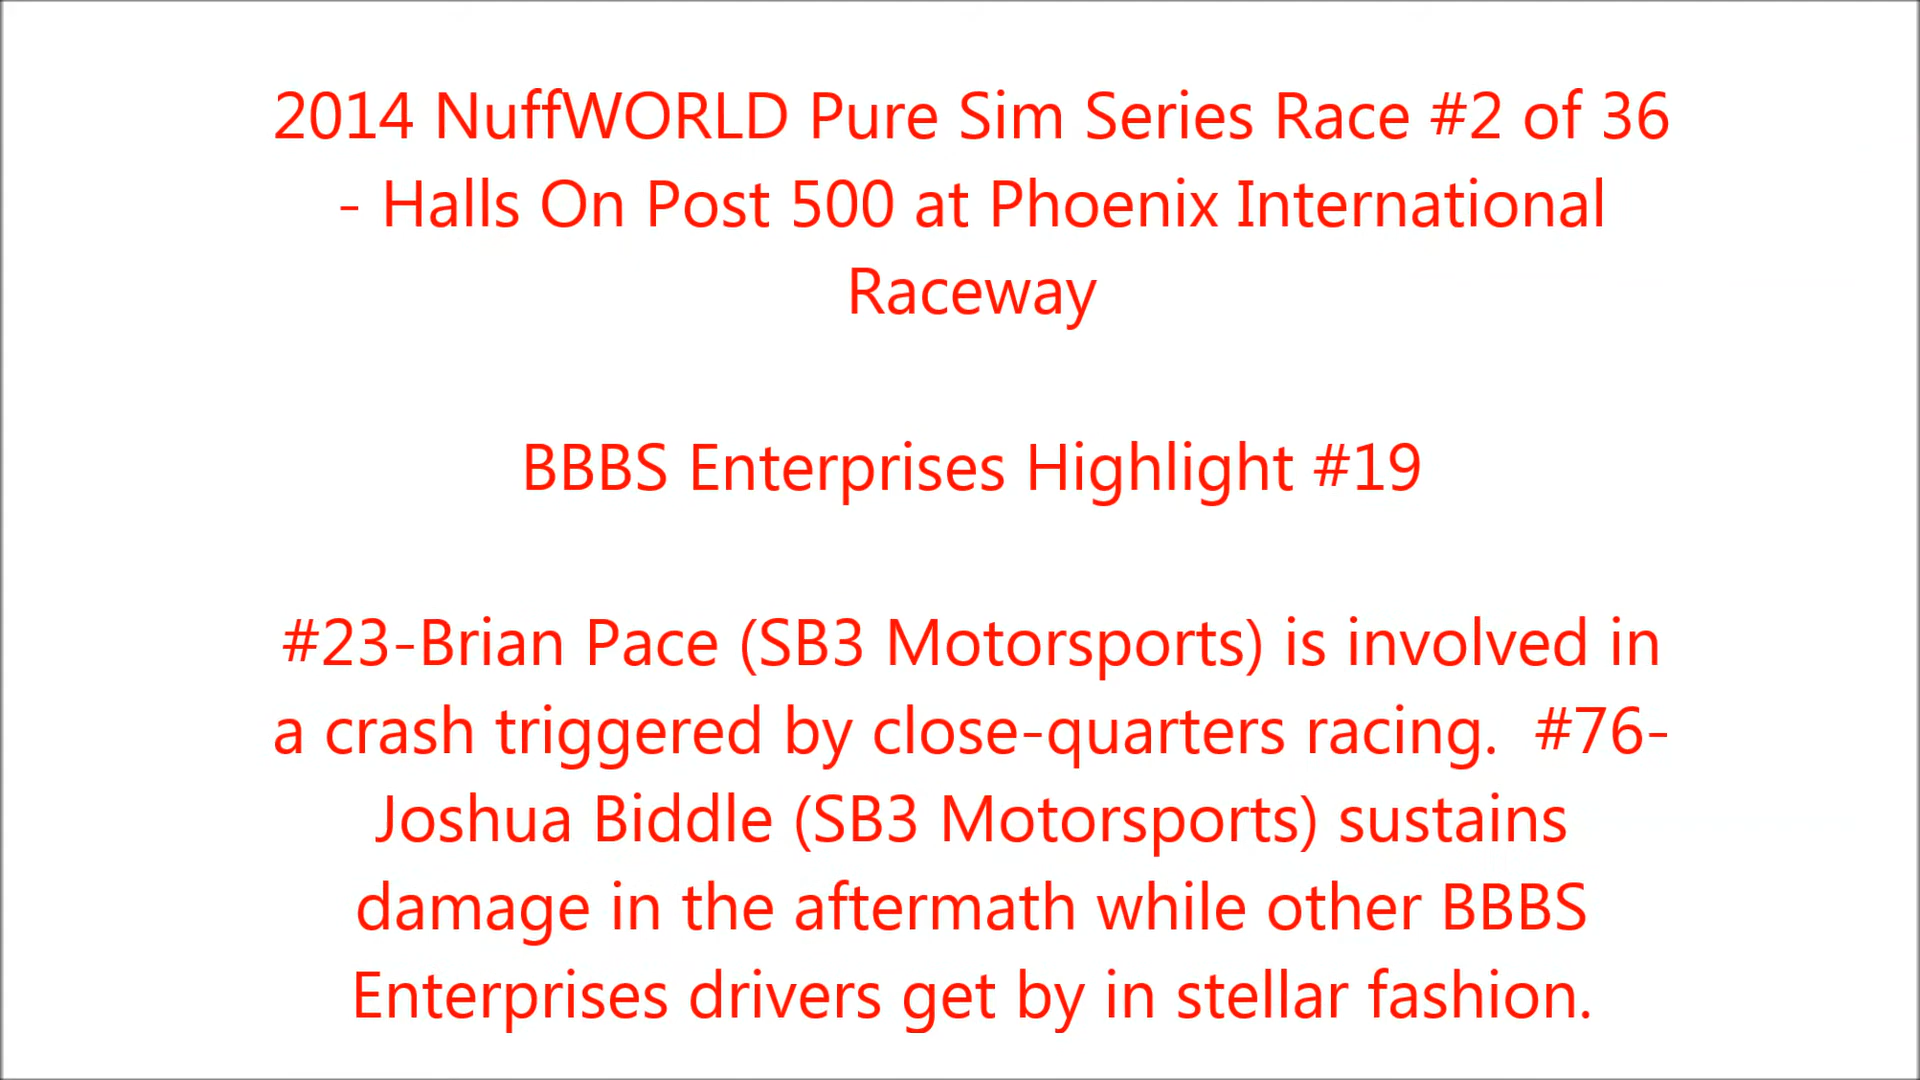 2014 NuffWORLD Pure Sim Series Race #2 of 36
- Halls On Post 500 at Phoenix International
Raceway
BBBS Enterprises Highlight #19
#23-Brian Pace (SB3 Motorsports) is involved in
a crash triggered by close-quarters racing.  #76-
Joshua Biddle (SB3 Motorsports) sustains
damage in the aftermath while other BBBS
Enterprises drivers get by in stellar fashion.